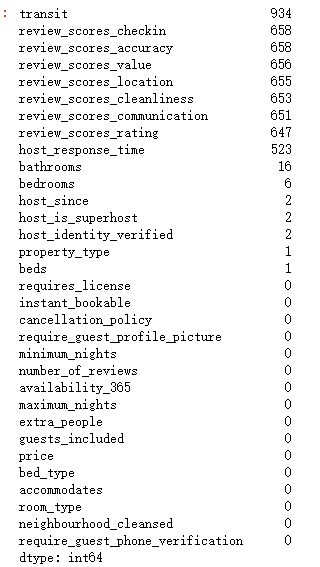 : transit 934
review_scores_checkin 658
review_scores_accuracy 658
review_scores_value 656
review_scores_location 655
review_scores_cleanliness 653
review_scores_communication 651
review_scores_rating 647
host_response_time 523
bathrooms 16
bedrooms 6
host_since 2
host_is_superhost 2
host_identity_verified 2
property_type 1
beds 1
requires_license 0
instant_bookable 0
cancellation_policy 0
require_guest_profile_picture 0
minimum_nights 0
number_of_reviews 0
availability_365 0
maximum_nights 0
extra_people 0
guests_included 0
price 0
bed_type 0
accommodates 0
room_type 0
neighbourhood_cleansed 0
require_guest_phone_verification 0
dtype: int64